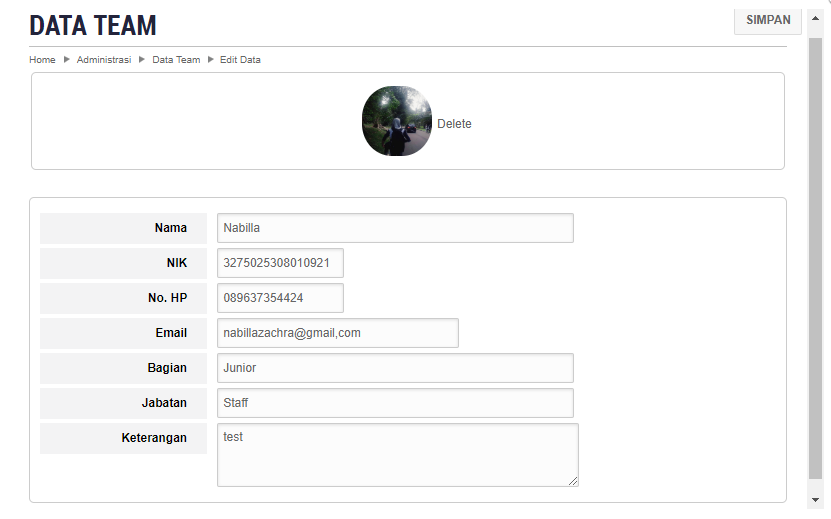 DATA TEAM
SIMPAN
Home Administrasi Data Team Edit Data
Delete
Nama Nabilla
NIK 3275025308010921
No. HP 089637354424
Email nabillazachra@gmail,com
Bagian Junior
Jabatan Staff
Keterangan test